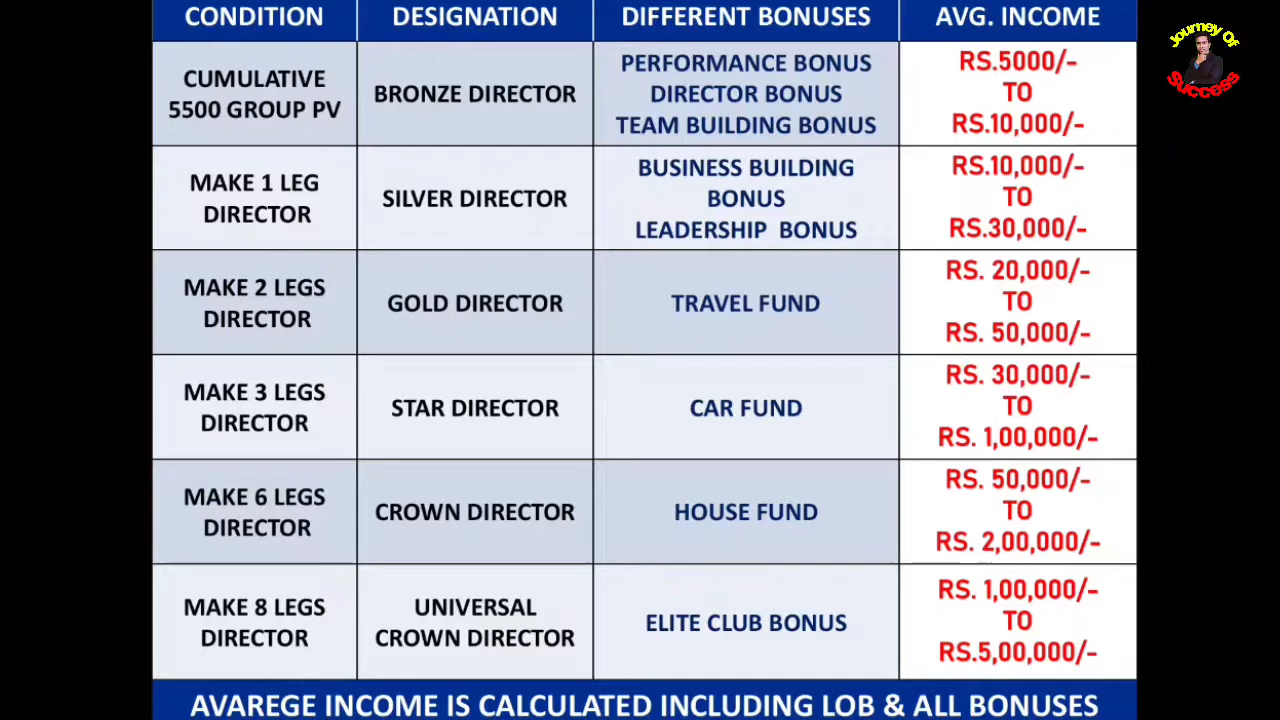 CONDITION DESIGNATION DIFFERENT BONUSES AVG. INCOME
CUMULATIVE
5500 GROUP PV
BRONZE DIRECTOR
PERFORMANCE BONUS
DIRECTOR BONUS
TEAM BUILDING BONUS
RS.5000/-
TO
RS.10,000/-
MAKE 1 LEG
DIRECTOR
SILVER DIRECTOR
BUSINESS BUILDING
BONUS
LEADERSHIP BONUS
RS.10,000/-
TO
RS.30,000/-
MAKE 2 LEGS
DIRECTOR
GOLD DIRECTOR
TRAVEL FUND
RS. 20,000/-
TO
RS. 50,000/-
MAKE 3 LEGS
DIRECTOR
STAR DIRECTOR
CAR FUND
RS. 30,000/-
TO
RS. 1,00,000/-
MAKE 6 LEGS
DIRECTOR
CROWN DIRECTOR
HOUSE FUND
RS. 50,000/-
TO
RS. 2,00,000/-
MAKE 8 LEGS
DIRECTOR
UNIVERSAL
CROWN DIRECTOR
ELITE CLUB BONUS
RS. 1,00,000/-
TO
RS.5,00,000/-
AVAREGE INCOME IS CALCULATED INCLUDING LOB & ALL BONUSES
Journey Of
Success